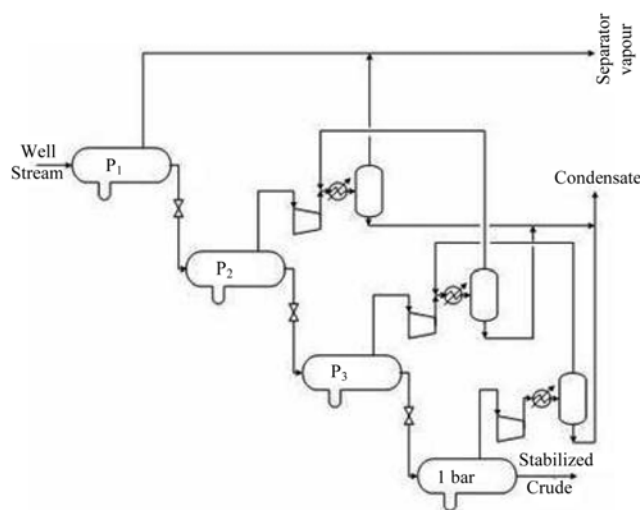 Separator
vapour
Well
Stream
P₁
Condensate
P₂
P₃
1 bar
Stabilized
Crude